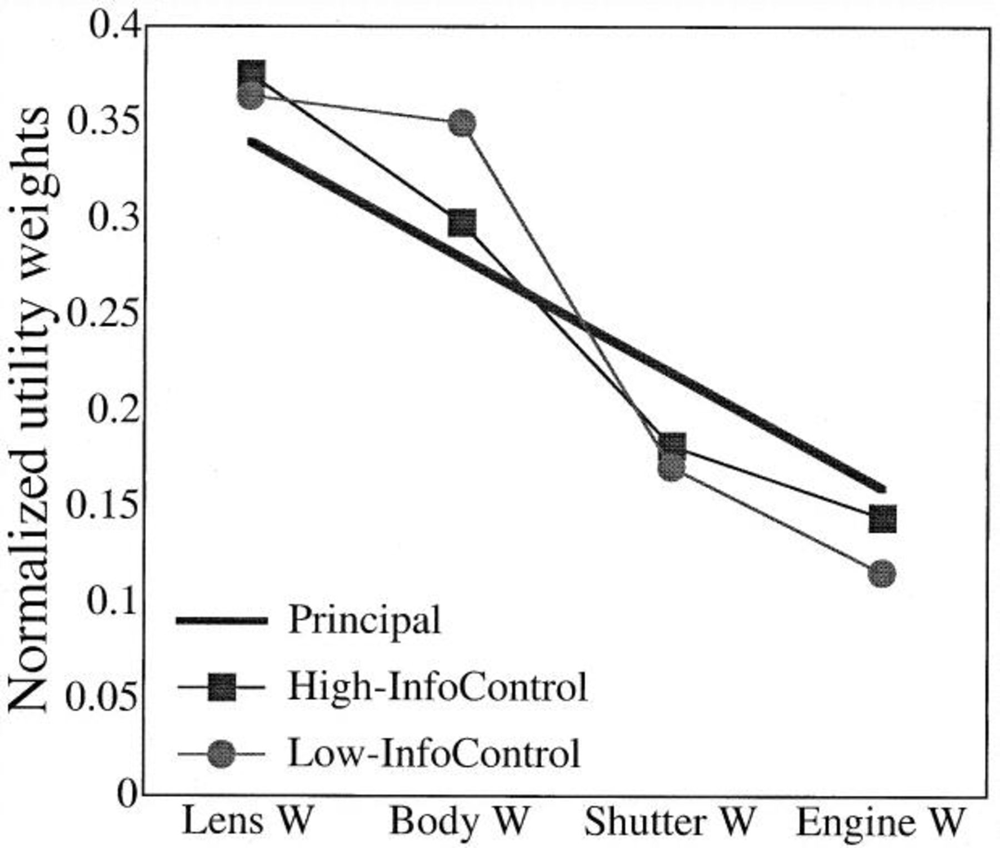 Normalized utility weights
0.4
0.35
0.3
0.25
0.2
0.15
0.1
0.05
0
Principal
High-InfoControl
Low-InfoControl
Lens W Body W Shutter W Engine W